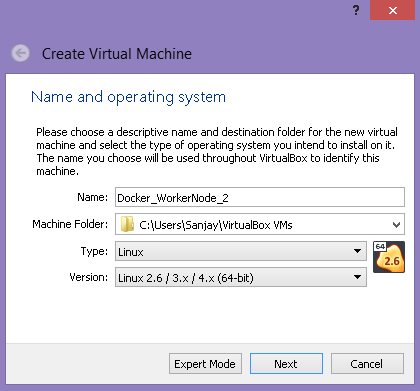 ?
Create Virtual Machine
Name and operating system
Please choose a descriptive name and destination folder for the new virtual
machine and select the type of operating system you intend to install on it.
The name you choose will be used throughout VirtualBox to identify this
machine.
Name: Docker_WorkerNode_2
Machine Folder: C:\Users\Sanjay\VirtualBox VMs
Type: Linux
64
2.6
Version: Linux 2.6 / 3.x / 4.x (64-bit)
Expert Mode Next Cancel